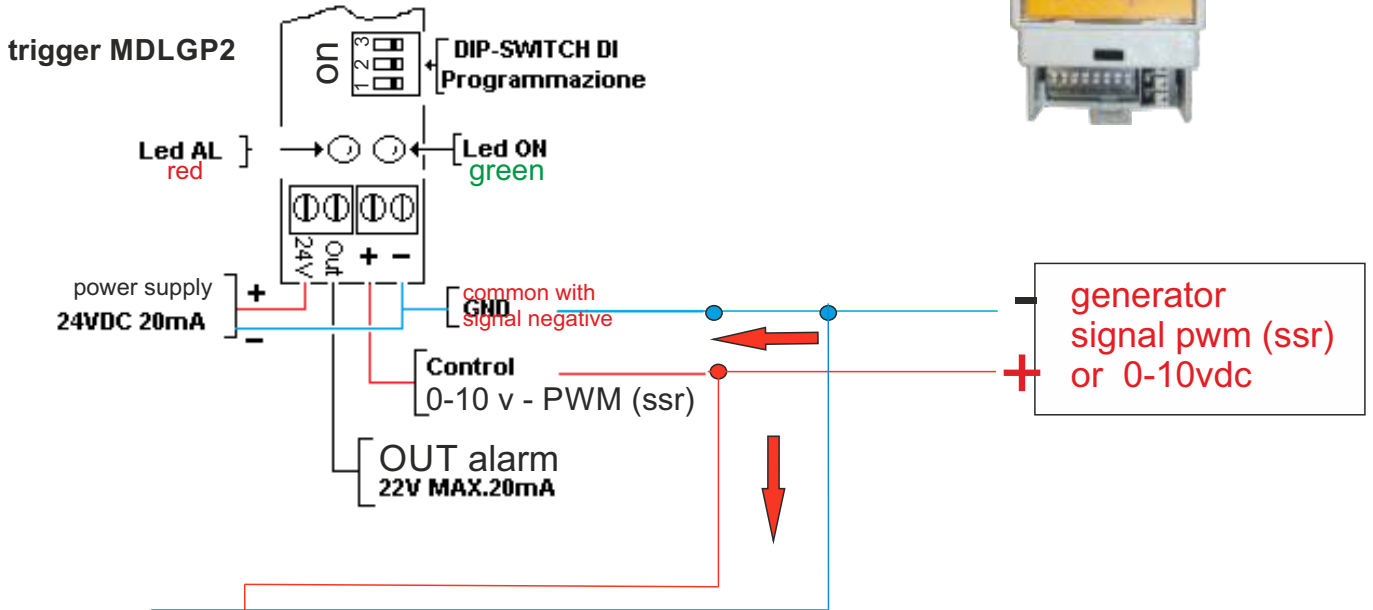 trigger MDLGP2
on
1 2 3
DIP-SWITCH DI
Programmazione
Led AL
red
Led ON
green
24V
Out
+
-
power supply
24VDC 20mA
+
-
common with
GND
signal negative
Control
0-10 v - PWM (ssr)
OUT alarm
22V MAX.20mA
-
+
generator
signal pwm (ssr)
or 0-10vdc